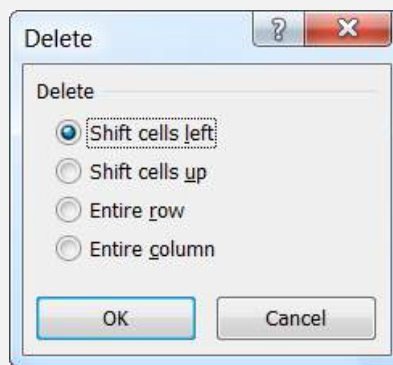 Delete
Delete
Shift cells left
Shift cells up
Entire row
Entire column
OK
Cancel